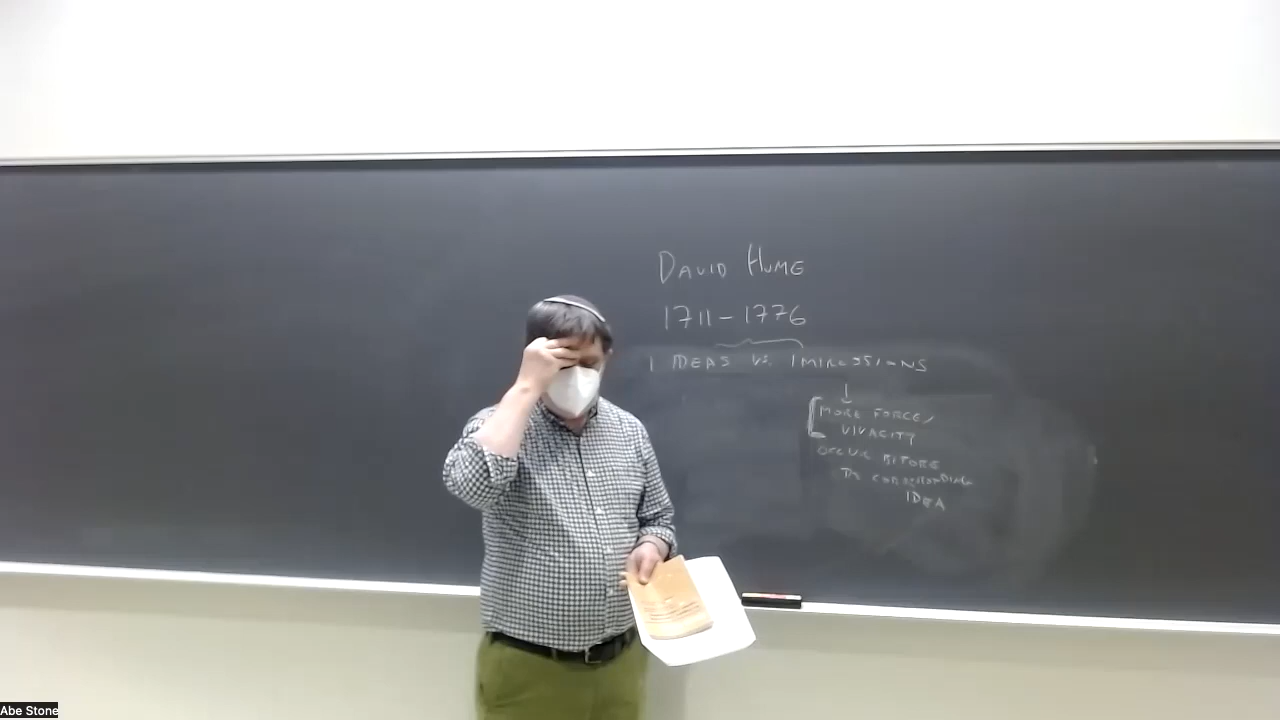 DAVID HUME
1711-1776
1 IDEAS VS. IMPRESSIONS
MORE FORCE/
VIVACITY
OCCUR BEFORE
THE CORRESPONDING
IDEA
Abe Stone